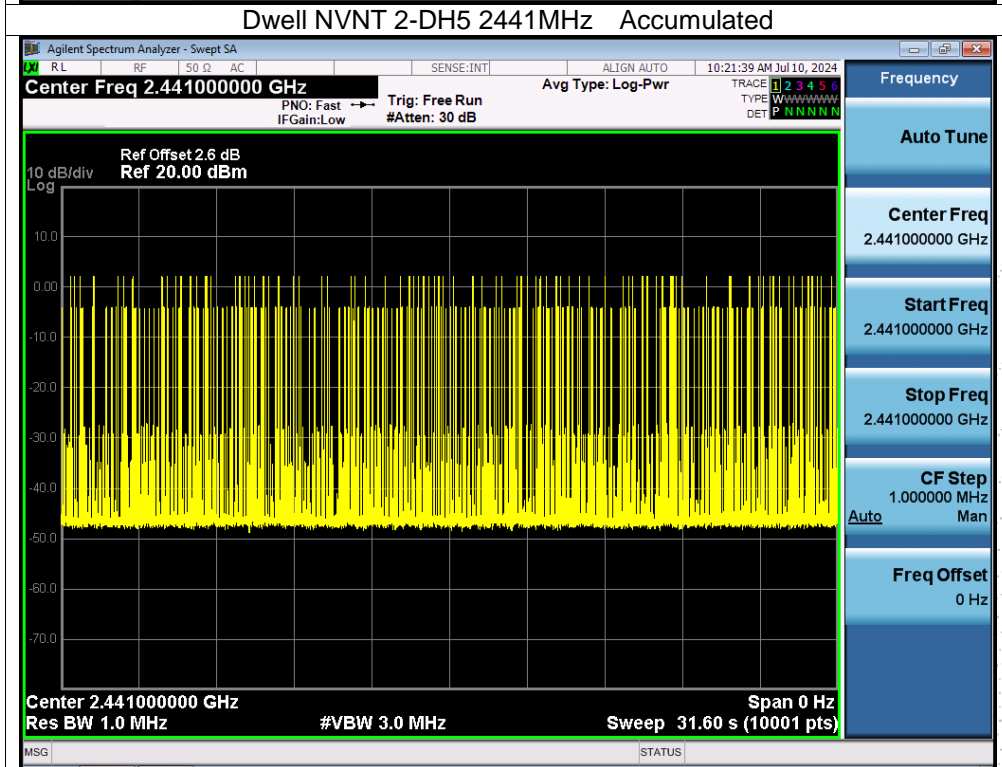 Dwell NVNT 2-DH5 2441MHz Accumulated
Agilent Spectrum Analyzer - Swept SA
LXI RL RF 50 Ω AC SENSE:INT ALIGN AUTO 10:21:39 AM Jul 10, 2024
Center Freq 2.441000000 GHz Avg Type: Log-Pwr TRACE 1 2 3 4 5 6
PNO: Fast Trig: Free Run TYPE WWWWWW
IFGain:Low #Atten: 30 dB DET P N N N N N
Frequency
Auto Tune
Center Freq
2.441000000 GHz
Start Freq
2.441000000 GHz
Stop Freq
2.441000000 GHz
CF Step
1.000000 MHz
Auto Man
Freq Offset
0 Hz
Ref Offset 2.6 dB
10 dB/div Ref 20.00 dBm
Log
10.0
0.00
-10.0
-20.0
-30.0
-40.0
-50.0
-60.0
-70.0
Center 2.441000000 GHz Span 0 Hz
Res BW 1.0 MHz #VBW 3.0 MHz Sweep 31.60 s (10001 pts)
MSG STATUS